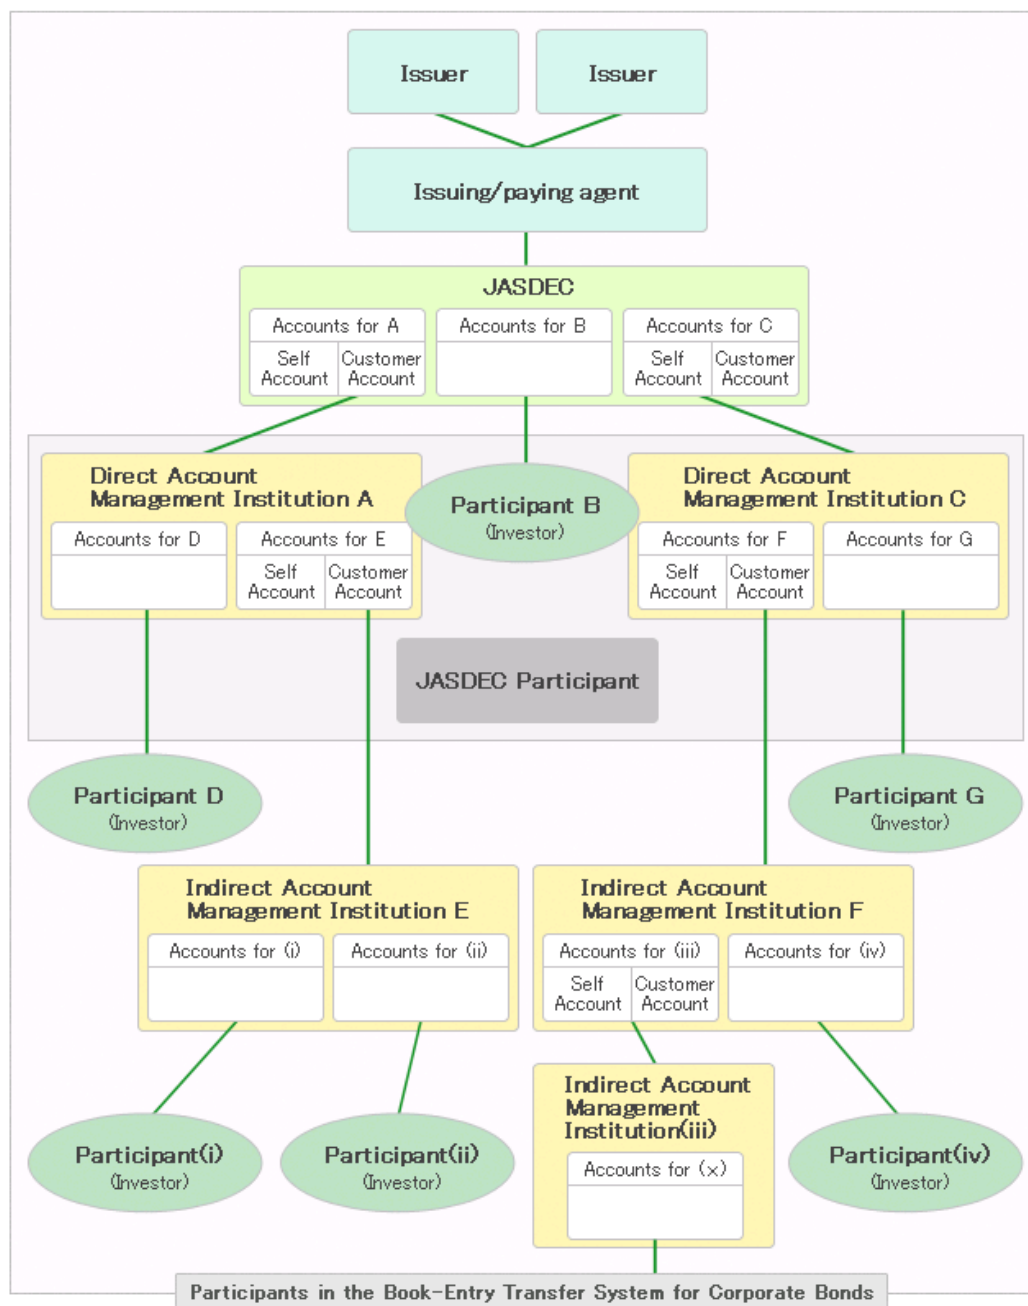 Issuer
Issuer
Issuing/paying agent
JASDEC
Accounts for A
Self
Account
Customer
Account
Accounts for B
Accounts for C
Self
Account
Customer
Account
Direct Account
Management Institution A
Accounts for D
Accounts for E
Self
Account
Customer
Account
Participant B
(Investor)
Direct Account
Management Institution C
Accounts for F
Self
Account
Customer
Account
Accounts for G
JASDEC Participant
Participant D
(Investor)
Participant G
(Investor)
Indirect Account
Management Institution E
Accounts for (i)
Accounts for (ii)
Indirect Account
Management Institution F
Accounts for (iii)
Self
Account
Customer
Account
Accounts for (iv)
Participant(i)
(Investor)
Participant(ii)
(Investor)
Indirect Account
Management
Institution(iii)
Accounts for (x)
Participant(iv)
(Investor)
Participants in the Book-Entry Transfer System for Corporate Bonds